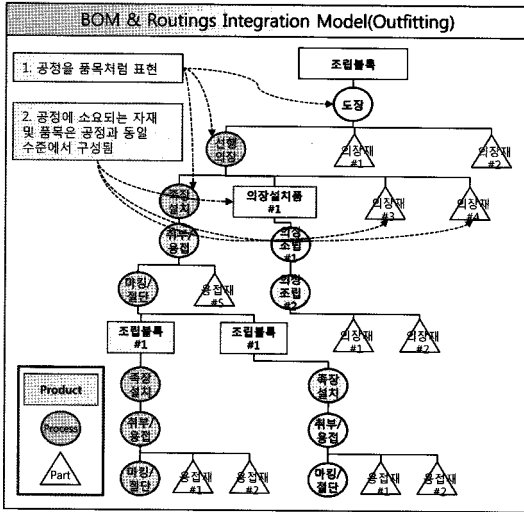 BOM & Routings Integration Model(Outfitting)
1. 공정을 품목처럼 표현
조립블록
도장
2. 공정에 소요되는 자재
및 품목은 공정과 동일
수준에서 구성됨
선행
의장
의장재
#1
의장재
#2
족장
설치
의장설치품
#1
의장재
#3
의장재
#4
취부/
용접
의장
조립
#1
마킹/
절단
용접재
#S
의장
조립
#2
조립블록
#1
조립블록
#1
의장재
#1
의장재
#2
Product
족장
설치
족장
설치
Process
취부/
용접
취부/
용접
Part
마킹/
절단
용접재
#1
용접재
#2
마킹/
절단
용접재
#1
용접재
#2